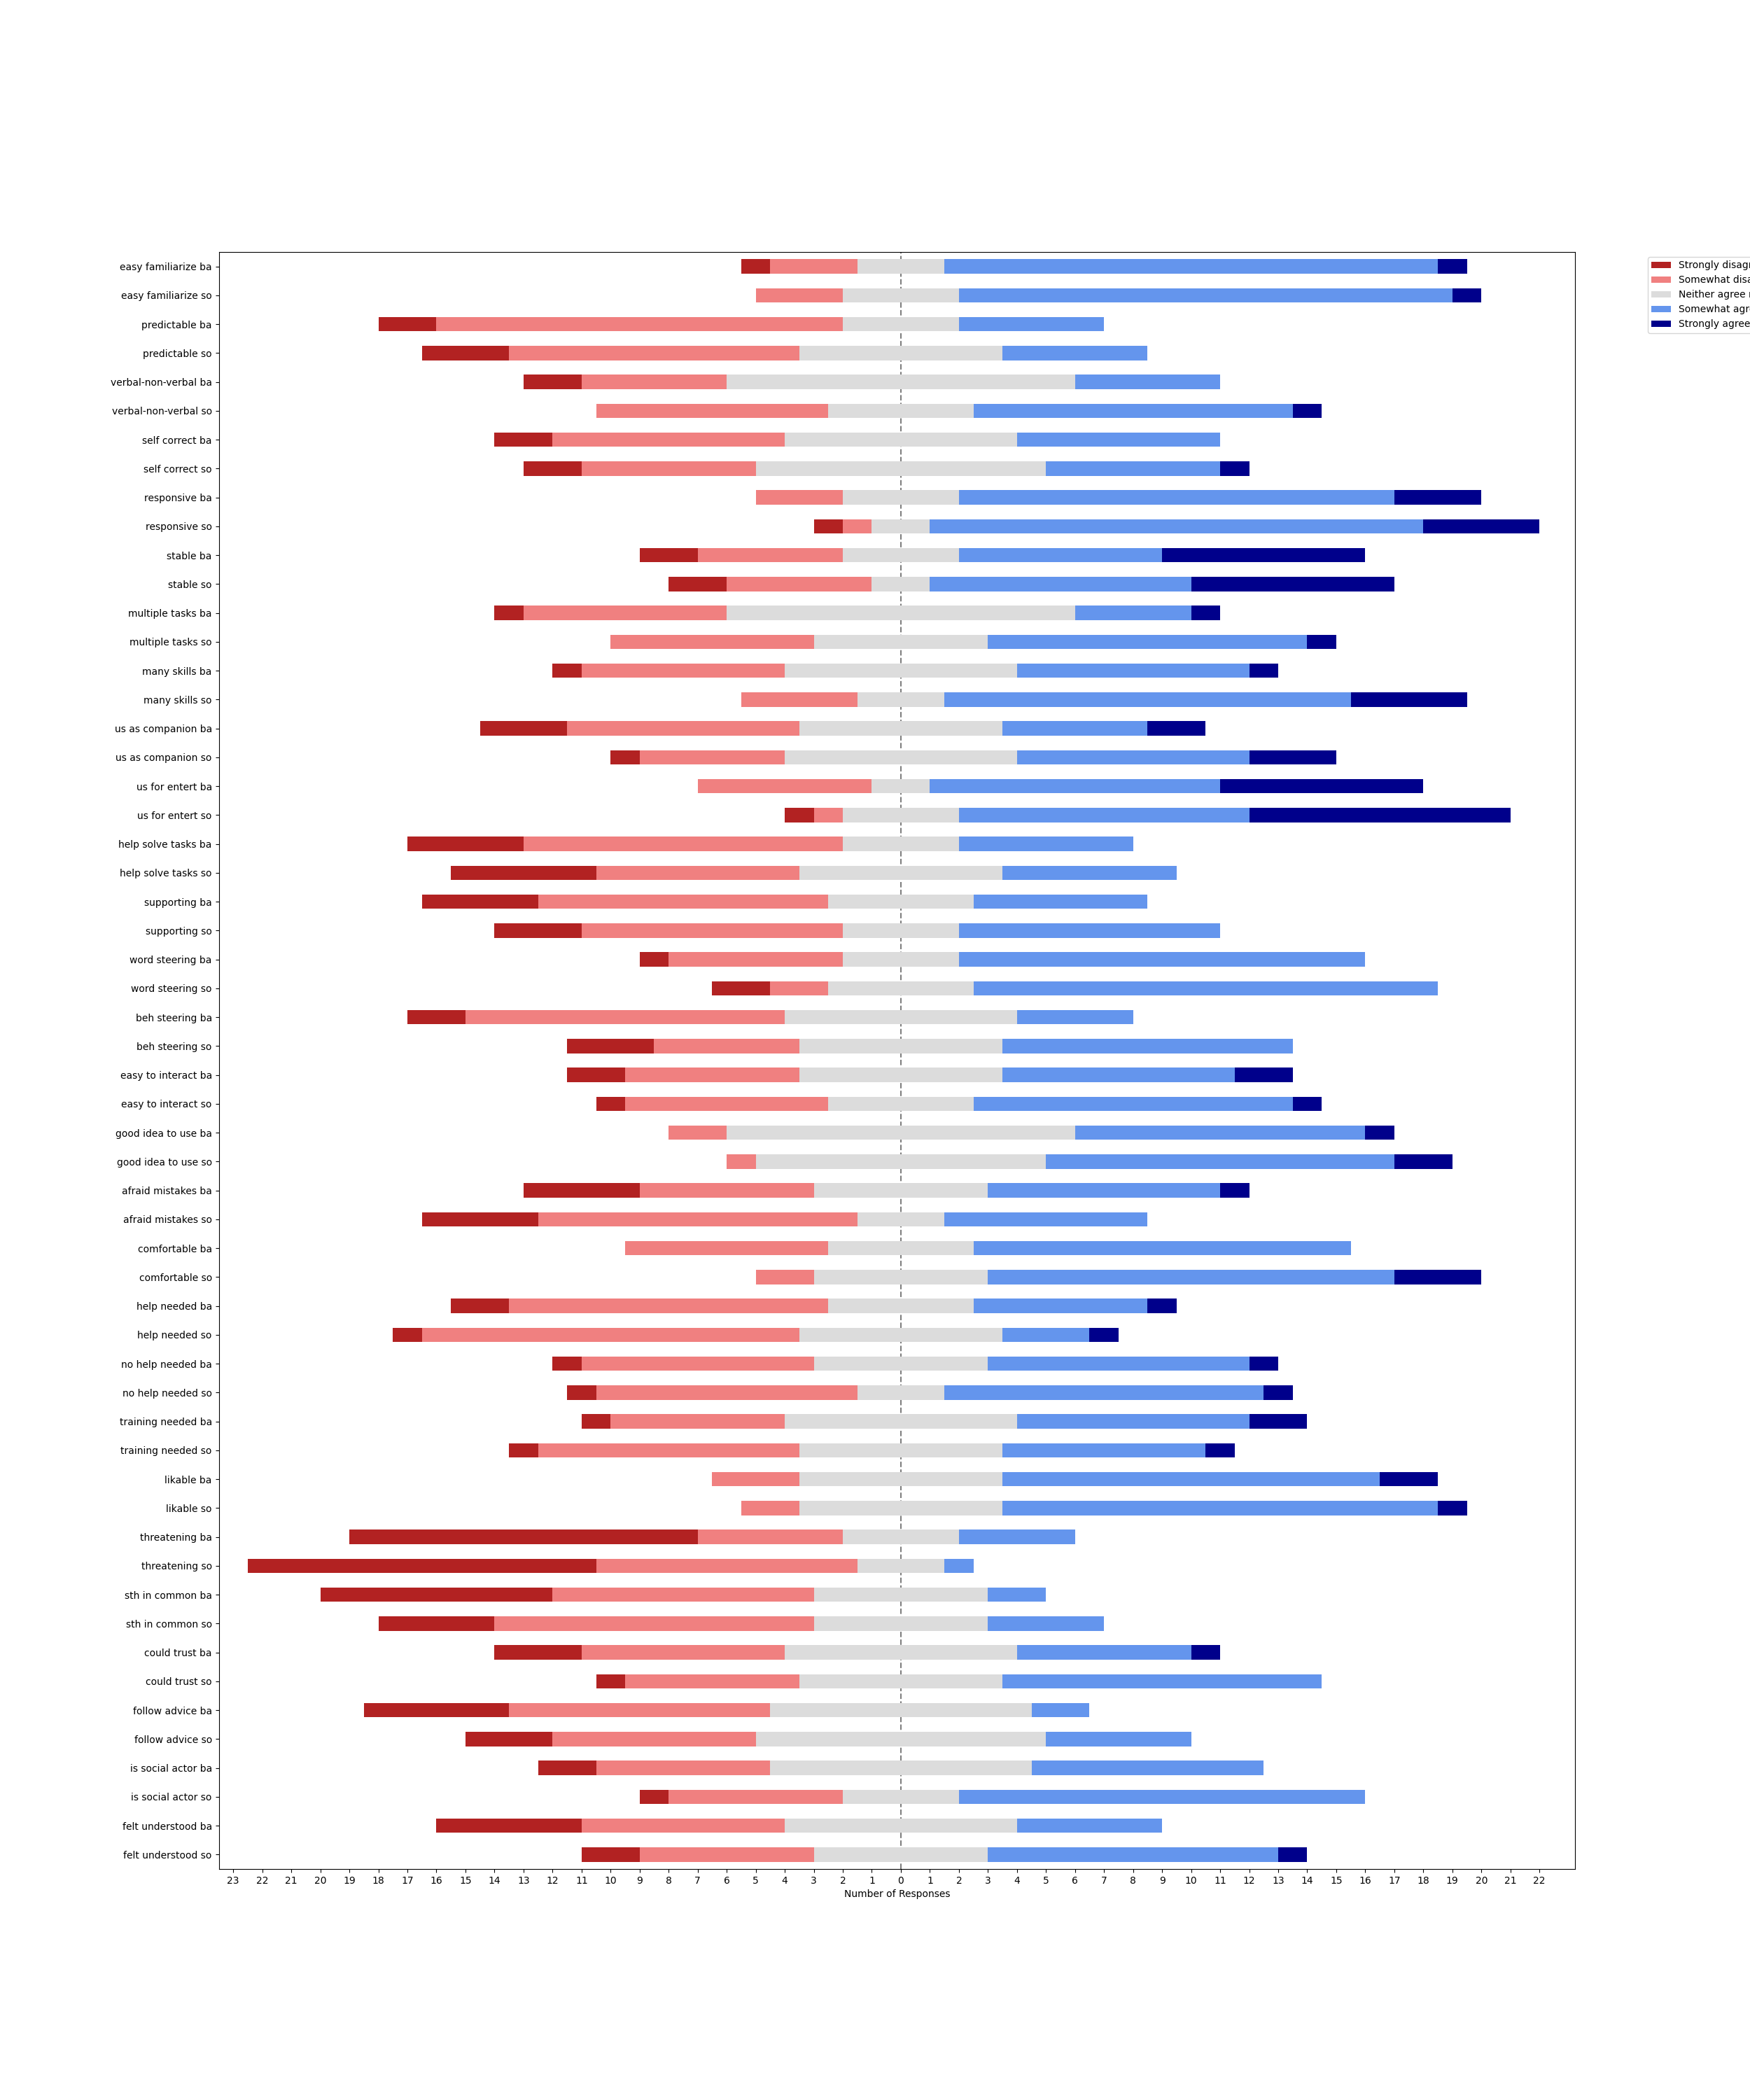 easy familiarize ba
easy familiarize so
predictable ba
predictable so
verbal-non-verbal ba
verbal-non-verbal so
self correct ba
self correct so
responsive ba
responsive so
stable ba
stable so
multiple tasks ba
multiple tasks so
many skills ba
many skills so
us as companion ba
us as companion so
us for entert ba
us for entert so
help solve tasks ba
help solve tasks so
supporting ba
supporting so
word steering ba
word steering so
beh steering ba
beh steering so
easy to interact ba
easy to interact so
good idea to use ba
good idea to use so
afraid mistakes ba
afraid mistakes so
comfortable ba
comfortable so
help needed ba
help needed so
no help needed ba
no help needed so
training needed ba
training needed so
likable ba
likable so
threatening ba
threatening so
sth in common ba
sth in common so
could trust ba
could trust so
follow advice ba
follow advice so
is social actor ba
is social actor so
felt understood ba
felt understood so
23 22 21 20 19 18 17 16 15 14 13 12 11 10 9 8 7 6 5 4 3 2 1 0 1 2 3 4 5 6 7 8 9 10 11 12 13 14 15 16 17 18 19 20 21 22
Number of Responses
Strongly disag
Somewhat disa
Neither agree
Somewhat agr
Strongly agree